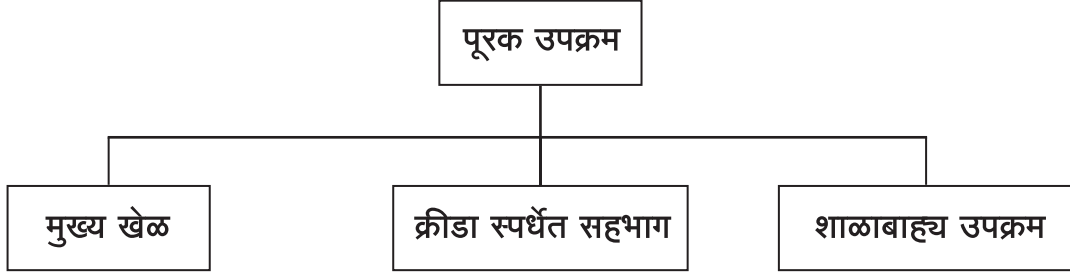 पूरक उपक्रम
मुख्य खेळ
क्रीडा स्पर्धेत सहभाग
शाळाबाह्य उपक्रम